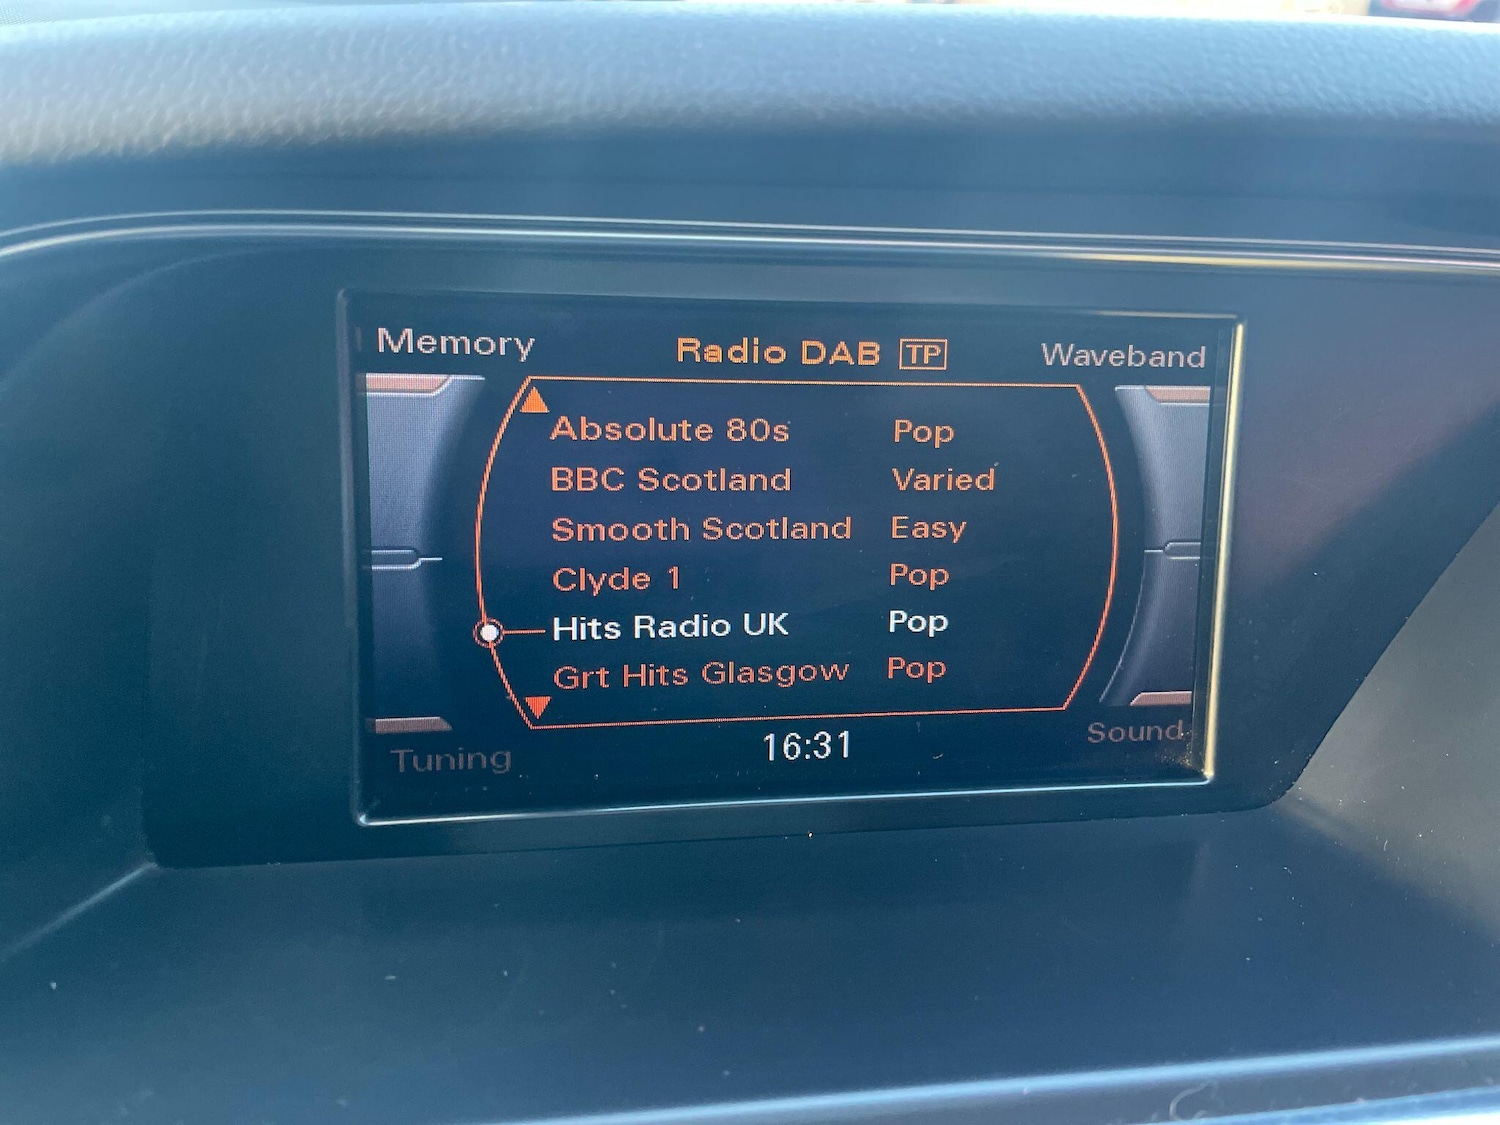 Memory Radio DAB TP Waveband
Absolute 80s Pop
BBC Scotland Varied
Smooth Scotland Easy
Clyde 1 Pop
Hits Radio UK Pop
Grt Hits Glasgow Pop
Tuning 16:31 Sound